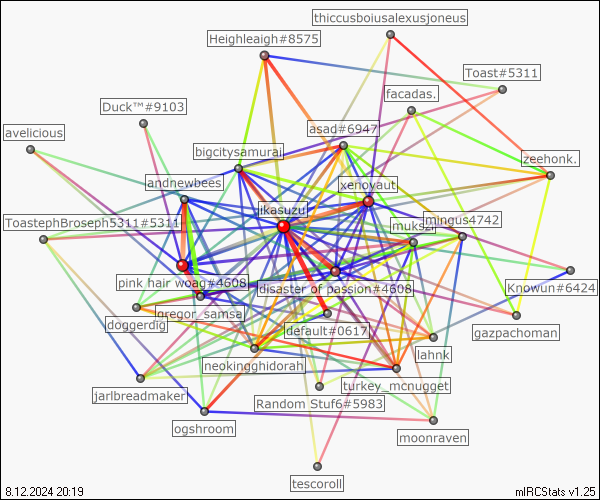 thiccusboiusalexusjoneus
Heighleaigh#8575
Toast#5311
facadas.
Duck™#9103
avelicious
asad#6947
bigcitysamurai
zeehonk.
andnewbees
xenoyaut
ikasuzu
ToastephBroseph5311#5311
mukszi
mingus4742
pink hair woag#4608
disaster of passion#4608
Knowun#6424
gregor_samsa
doggerdig
default#0617
gazpachoman
lahnk
neokingghidorah
jarlbreadmaker
turkey_mcnugget
Random Stuf6#5983
ogshroom
moonraven
tescoroll
8.12.2024 20:19
mIRCStats v1.25